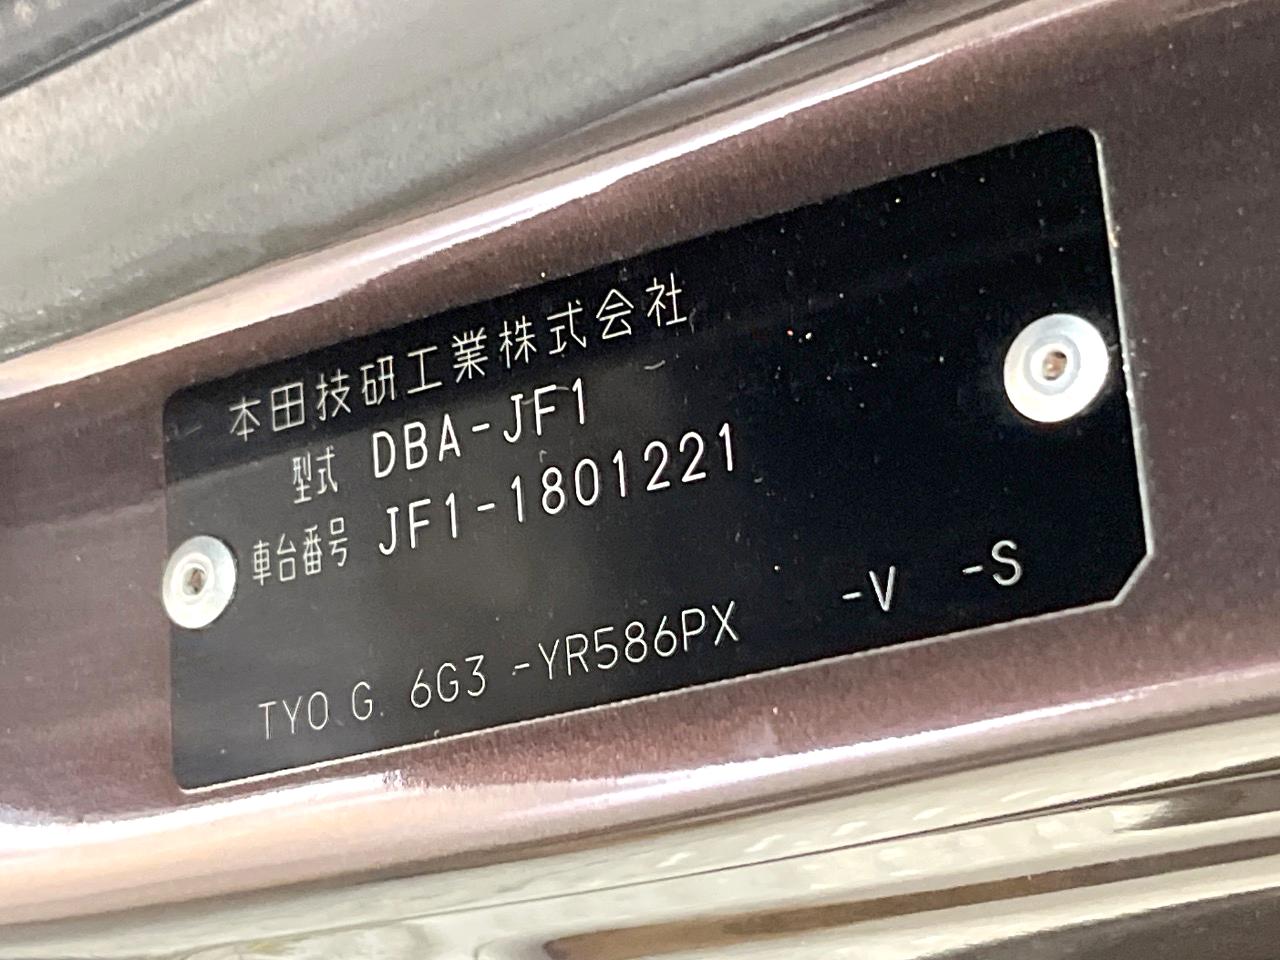 本田技研工業株式会社
型式 DBA-JF1
車台番号 JF1-1801221
TYO G 6G3 -YR586PX -V -S